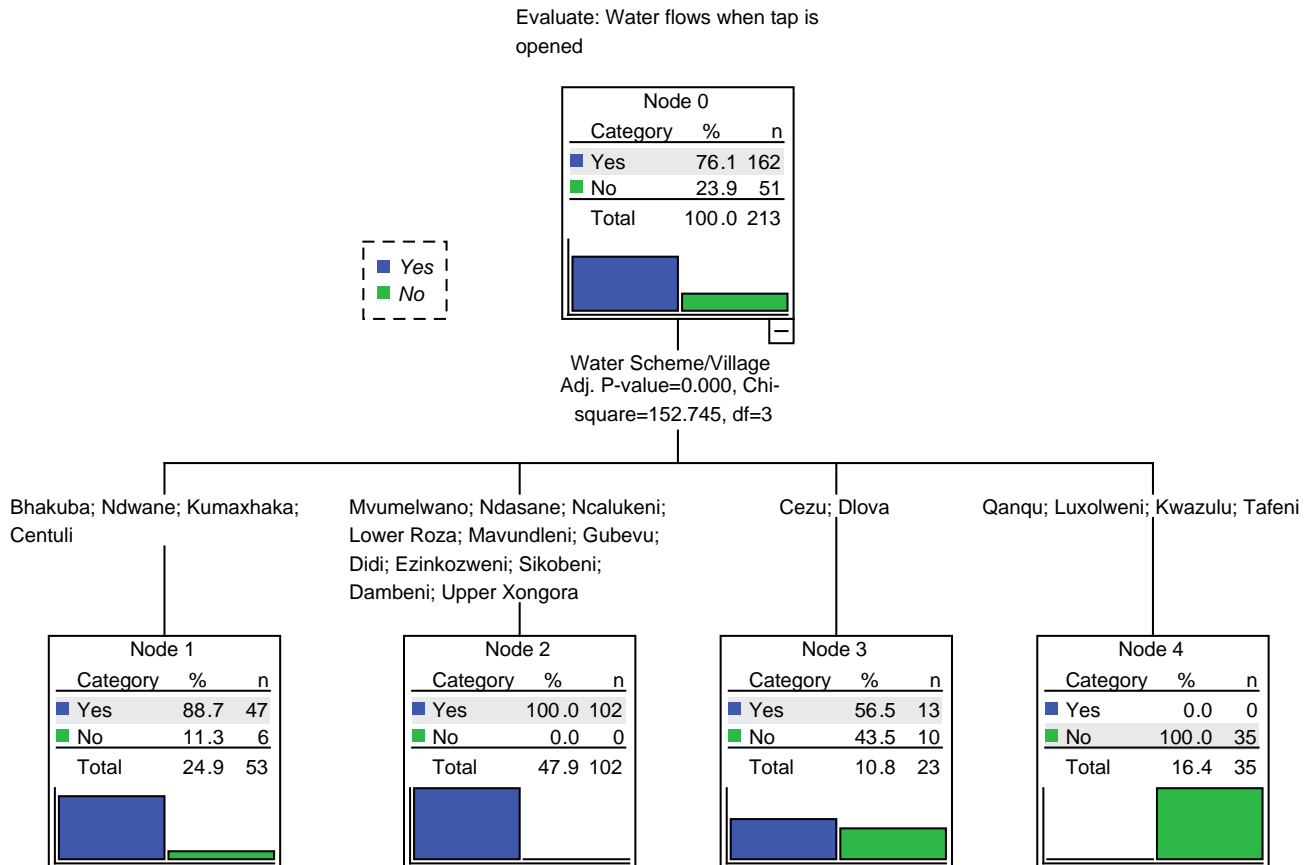 Evaluate: Water flows when tap is
opened
Node 0
Category % n
Yes 76.1 162
No 23.9 51
Total 100.0 213
Yes
No
Water Scheme/Village
Adj. P-value=0.000, Chi-
square=152.745, df=3
Bhakuba; Ndwane; Kumaxhaka;
Centuli
Mvumelwano; Ndasane; Ncalukeni;
Lower Roza; Mavundleni; Gubevu;
Didi; Ezinkozweni; Sikobeni;
Dambeni; Upper Xongora
Cezu; Dlova
Qanqu; Luxolweni; Kwazulu; Tafeni
Node 1
Category % n
Yes 88.7 47
No 11.3 6
Total 24.9 53
Node 2
Category % n
Yes 100.0 102
No 0.0 0
Total 47.9 102
Node 3
Category % n
Yes 56.5 13
No 43.5 10
Total 10.8 23
Node 4
Category % n
Yes 0.0 0
No 100.0 35
Total 16.4 35